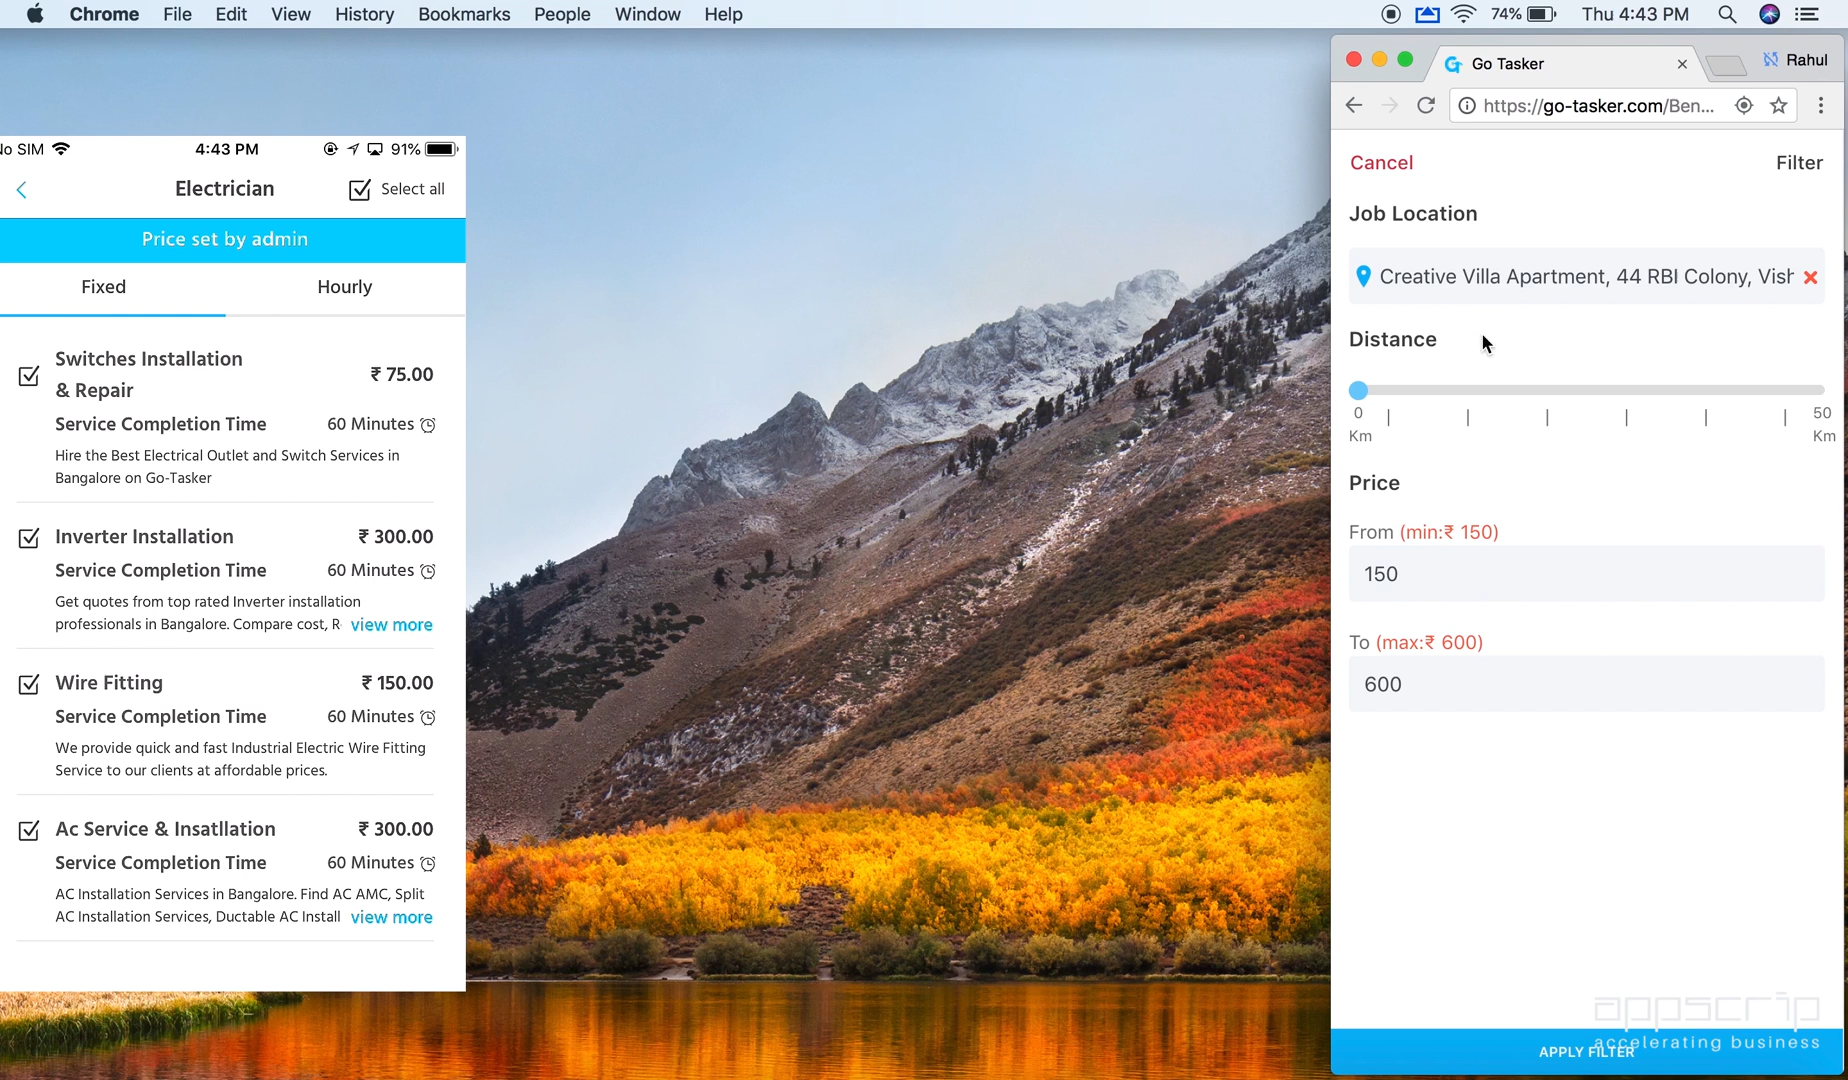 Chrome File Edit View History Bookmarks People Window Help
74% Thu 4:43 PM
Go Tasker
Rahul
https://go-tasker.com/Ben...
Cancel Filter
Job Location
Creative Villa Apartment, 44 RBI Colony, Vish
Distance
0 50
Km Km
Price
From (min:₹ 150)
150
To (max:₹ 600)
600
appscrip
accelerating business
APPLY FILTER
No SIM 4:43 PM 91%
Electrician Select all
Price set by admin
Fixed Hourly
Switches Installation
& Repair
₹ 75.00
Service Completion Time 60 Minutes
Hire the Best Electrical Outlet and Switch Services in
Bangalore on Go-Tasker
Inverter Installation ₹ 300.00
Service Completion Time 60 Minutes
Get quotes from top rated Inverter installation
professionals in Bangalore. Compare cost, R view more
Wire Fitting ₹ 150.00
Service Completion Time 60 Minutes
We provide quick and fast Industrial Electric Wire Fitting
Service to our clients at affordable prices.
Ac Service & Insatllation ₹ 300.00
Service Completion Time 60 Minutes
AC Installation Services in Bangalore. Find AC AMC, Split
AC Installation Services, Ductable AC Install view more